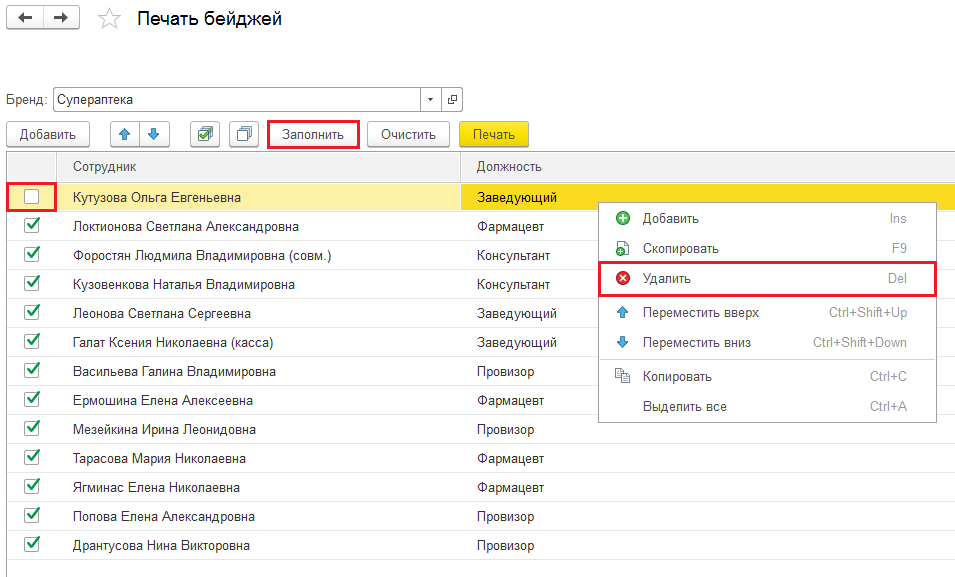 Печать бейджей
Бренд: Супераптека
Добавить Заполнить Очистить Печать
Сотрудник Должность
Кутузова Ольга Евгеньевна Заведующий
Локтионова Светлана Александровна Фармацевт
Форостян Людмила Владимировна (совм.) Консультант
Кузовенкова Наталья Владимировна Консультант
Леонова Светлана Сергеевна Заведующий
Галат Ксения Николаевна (касса) Заведующий
Васильева Галина Владимировна Провизор
Ермошина Елена Алексеевна Фармацевт
Мезейкина Ирина Леонидовна Провизор
Тарасова Мария Николаевна Фармацевт
Ягминас Елена Николаевна Фармацевт
Попова Елена Александровна Провизор
Дрантусова Нина Викторовна Провизор
Добавить Ins
Скопировать F9
Удалить Del
Переместить вверх Ctrl+Shift+Up
Переместить вниз Ctrl+Shift+Down
Копировать Ctrl+C
Выделить все Ctrl+A